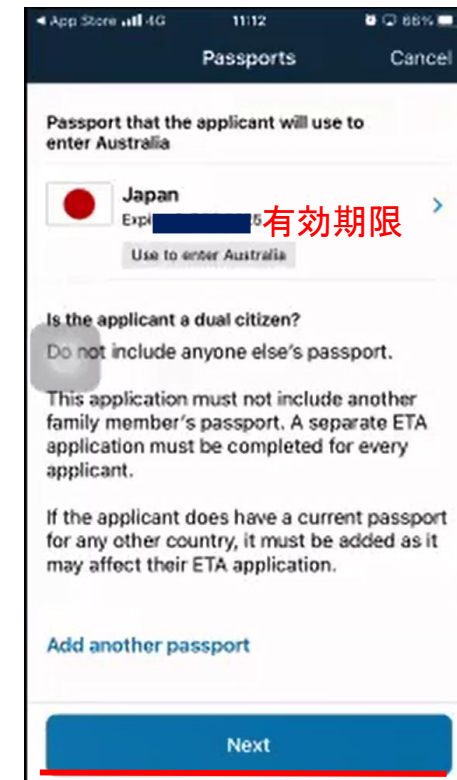 App Store 4G 11:12 66%
Passports Cancel
Passport that the applicant will use to
enter Australia
Japan
有効期限
Use to enter Australia
Is the applicant a dual citizen?
Do not include anyone else's passport.
This application must not include another
family member's passport. A separate ETA
application must be completed for every
applicant.
If the applicant does have a current passport
for any other country, it must be added as it
may affect their ETA application.
Add another passport
Next